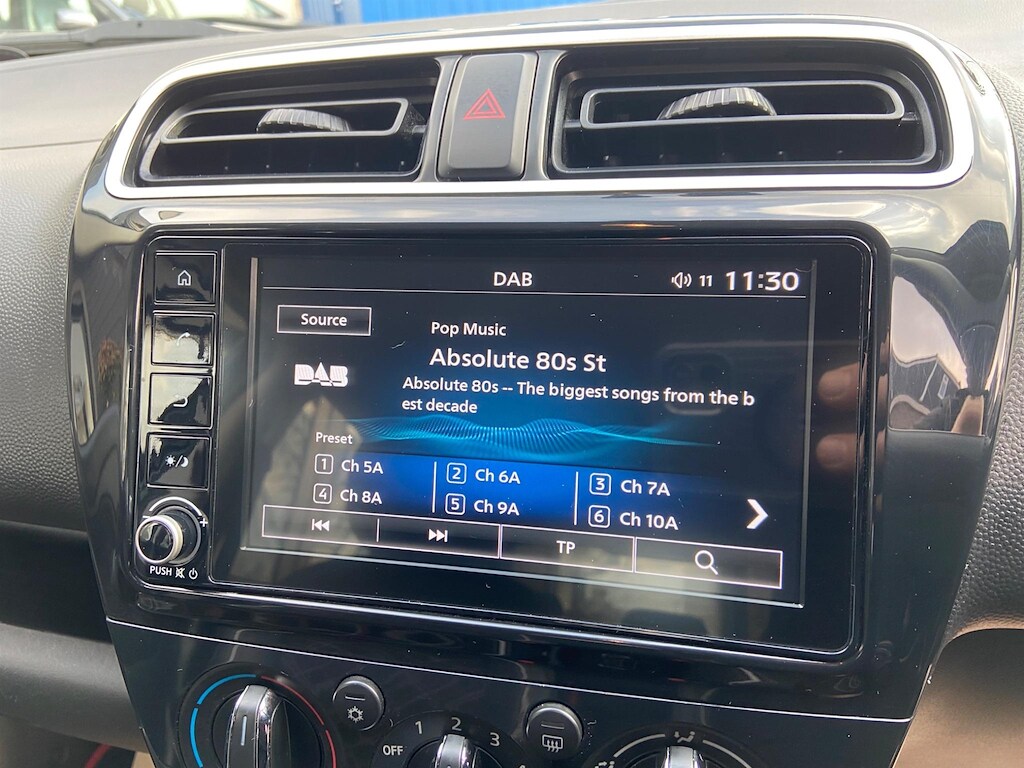 DAB
11
11:30
Source
Pop Music
Absolute 80s St
DAB
Absolute 80s -- The biggest songs from the b
est decade
Preset
1 Ch 5A
2 Ch 6A
3 Ch 7A
4 Ch 8A
5 Ch 9A
6 Ch 10A
TP
+
PUSH
OFF
1
2
3